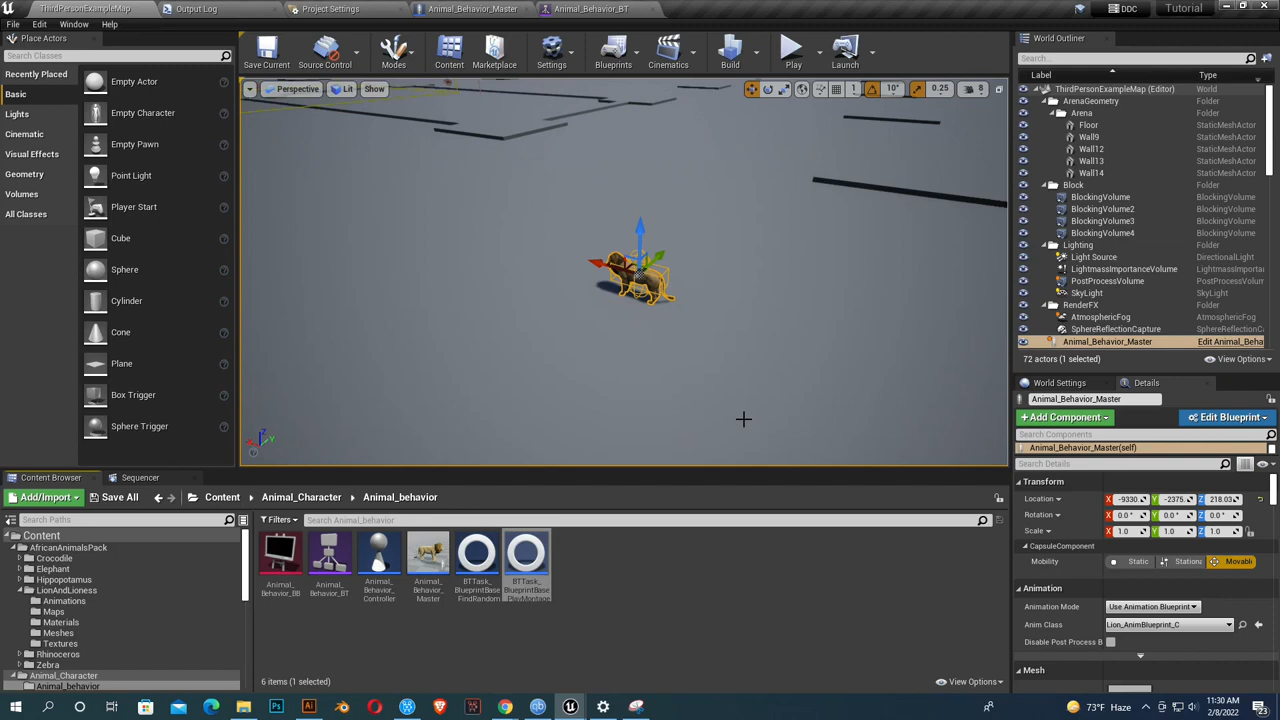 ThirdPersonExampleMap
Output Log
Project Settings
Animal_Behavior_Master
Animal_Behavior_BT
DDC
Tutorial
File
Edit
Window
Help
Place Actors
Search Classes
Recently Placed
Basic
Lights
Cinematic
Visual Effects
Geometry
Volumes
All Classes
Empty Actor
Empty Character
Empty Pawn
Point Light
Player Start
Cube
Sphere
Cylinder
Cone
Plane
Box Trigger
Sphere Trigger
Save Current
Source Control
Modes
Content
Marketplace
Settings
Blueprints
Cinematics
Build
Play
Launch
Perspective
Lit
Show
1
10°
0.25
8
World Outliner
Search...
Label
Type
ThirdPersonExampleMap (Editor)
World
ArenaGeometry
Folder
Arena
Folder
Floor
StaticMeshActor
Wall9
StaticMeshActor
Wall12
StaticMeshActor
Wall13
StaticMeshActor
Wall14
StaticMeshActor
Block
Folder
BlockingVolume
BlockingVolume
BlockingVolume2
BlockingVolume
BlockingVolume3
BlockingVolume
BlockingVolume4
BlockingVolume
Lighting
Folder
Light Source
DirectionalLight
LightmassImportanceVolume
LightmassImporta
PostProcessVolume
PostProcessVolum
SkyLight
SkyLight
RenderFX
Folder
AtmosphericFog
AtmosphericFog
SphereReflectionCapture
SphereReflectionC
Animal_Behavior_Master
Edit Animal_Beha
72 actors (1 selected)
View Options
World Settings
Details
Animal_Behavior_Master
+Add Component
Edit Blueprint
Search Components
Animal_Behavior_Master(self)
Search Details
Transform
Location
X -9330.
Y -2375.
Z 218.03
Rotation
X 0.0 °
Y 0.0 °
Z 0.0 °
Scale
X 1.0
Y 1.0
Z 1.0
CapsuleComponent
Mobility
Static
Stationa
Movabl
Animation
Animation Mode
Use Animation Blueprint
Anim Class
Lion_AnimBlueprint_C
Disable Post Process B
Mesh
Z
Y
Content Browser
Sequencer
Add/Import
Save All
Content
Animal_Character
Animal_behavior
Search Paths
Filters
Search Animal_behavior
Content
AfricanAnimalsPack
Crocodile
Elephant
Hippopotamus
LionAndLioness
Animations
Maps
Materials
Meshes
Textures
Rhinoceros
Zebra
Animal_Character
Animal_behavior
Animal_
Behavior_BB
Animal_
Behavior_BT
Animal_
Behavior_
Controller
Animal_
Behavior_
Master
BTTask_
BlueprintBase_
FindRandom
BTTask_
BlueprintBase
PlayMontage
6 items (1 selected)
View Options
73°F Haze
11:30 AM
2/8/2022